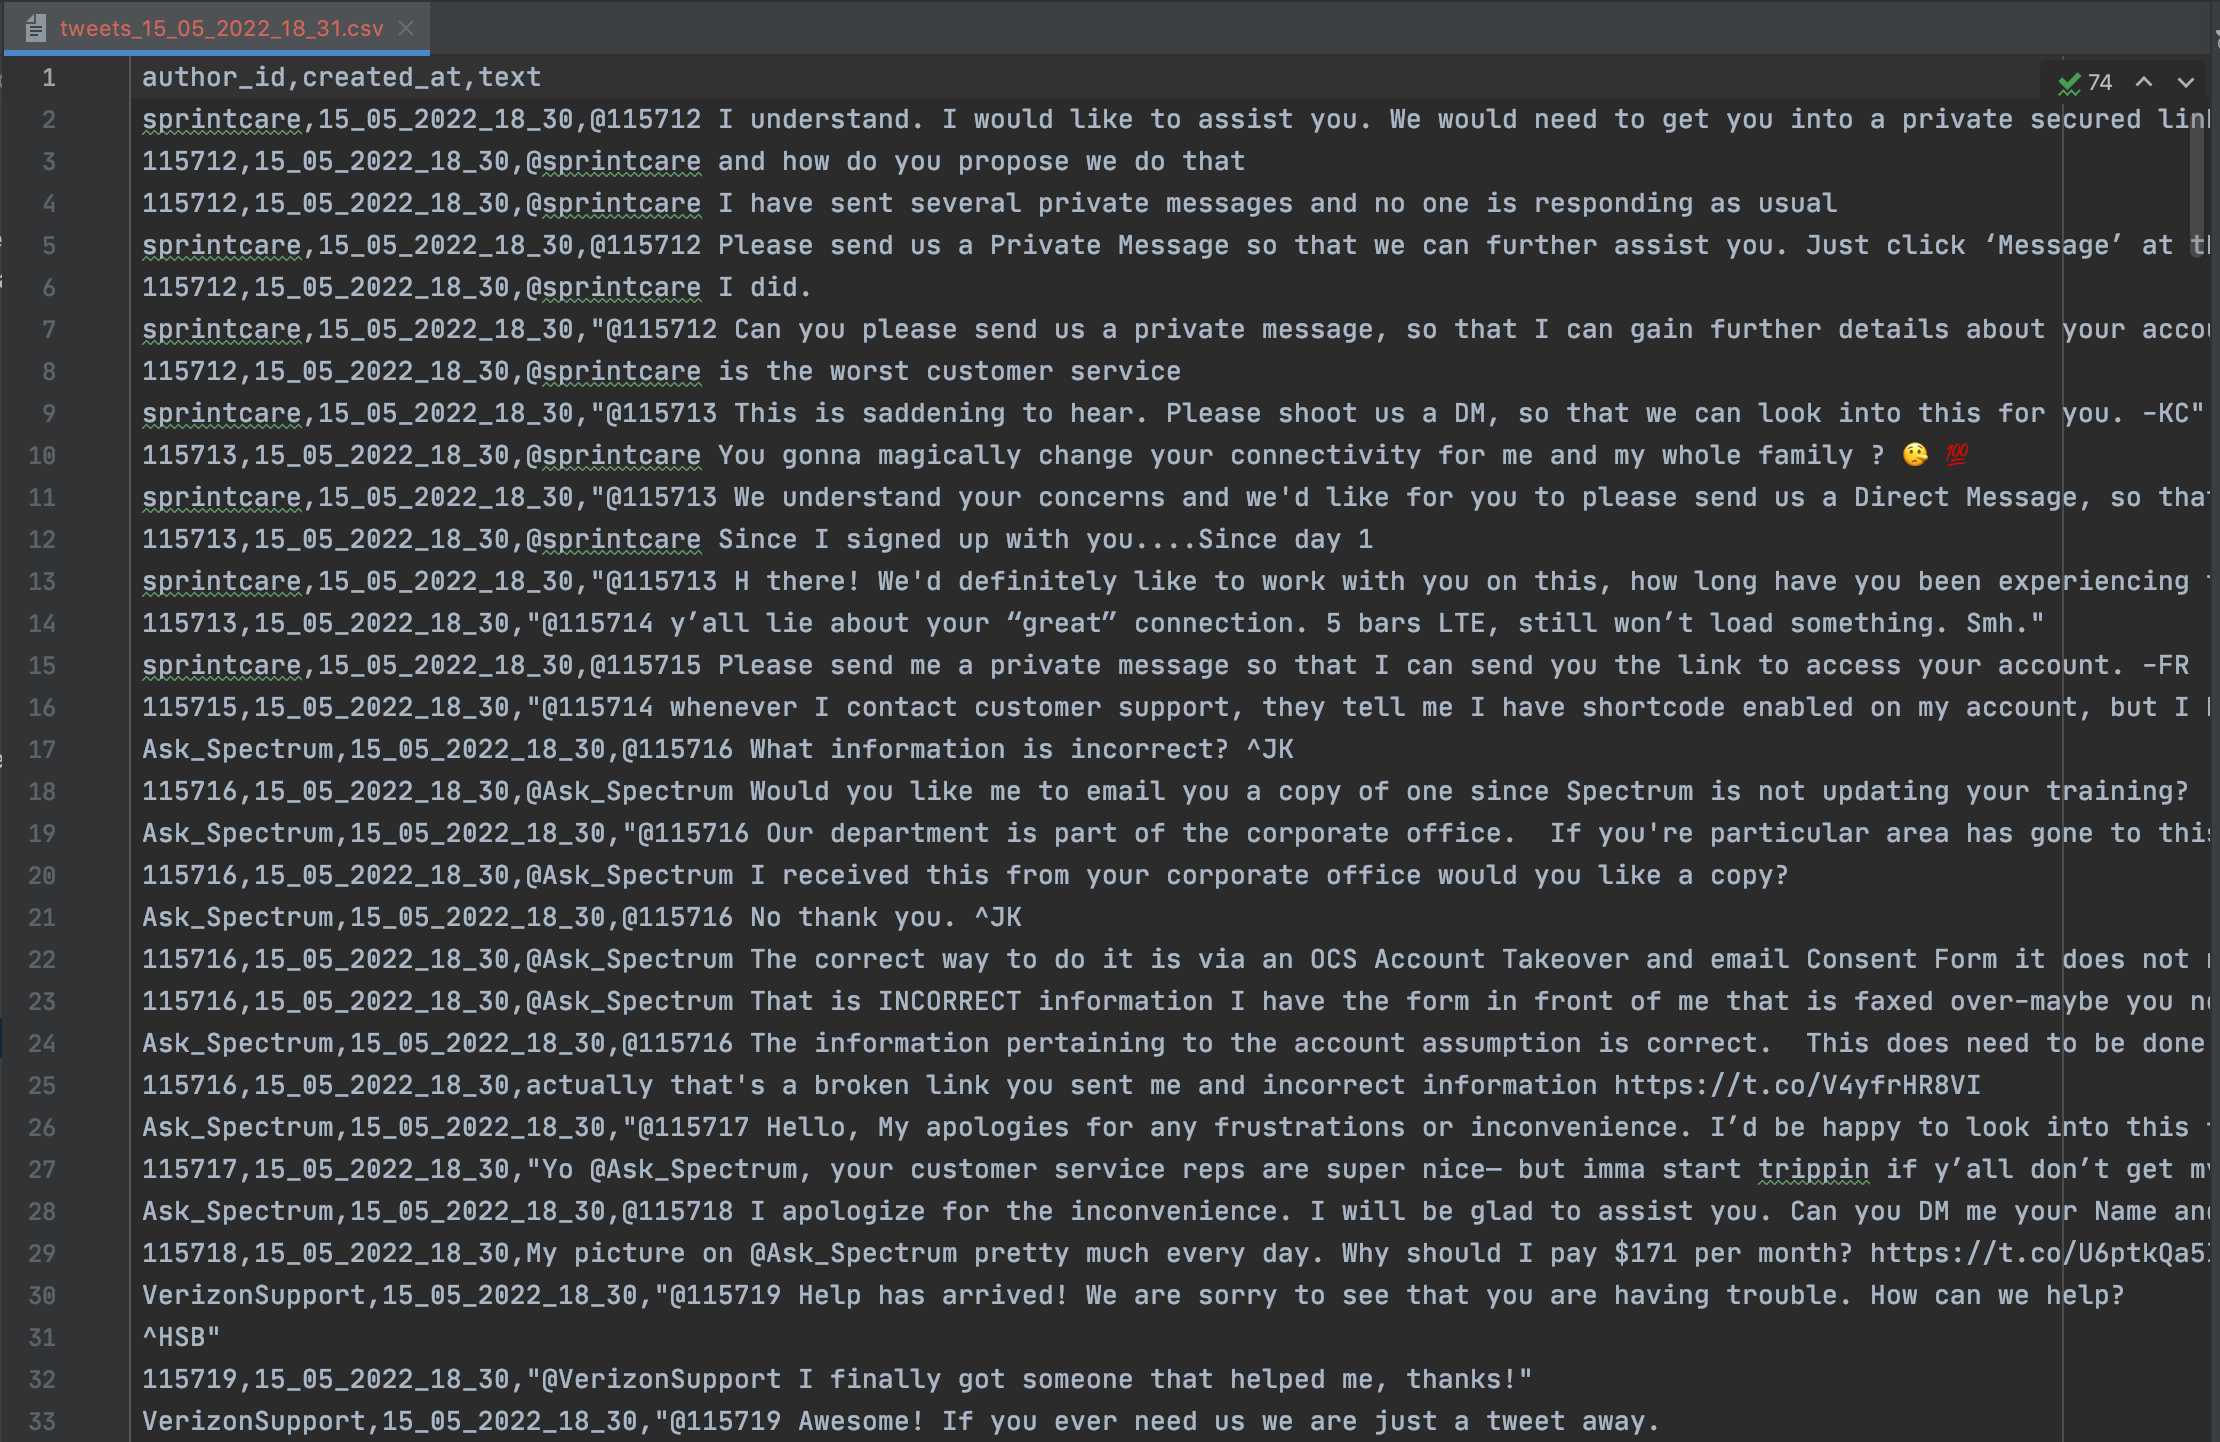 tweets_15_05_2022_18_31.csv
74
1 author_id,created_at,text
2 sprintcare,15_05_2022_18_30,@115712 I understand. I would like to assist you. We would need to get you into a private secured
3 115712,15_05_2022_18_30,@sprintcare and how do you propose we do that
4 115712,15_05_2022_18_30,@sprintcare I have sent several private messages and no one is responding as usual
5 sprintcare,15_05_2022_18_30,@115712 Please send us a Private Message so that we can further assist you. Just click ‘Message’ at
6 115712,15_05_2022_18_30,@sprintcare I did.
7 sprintcare,15_05_2022_18_30,"@115712 Can you please send us a private message, so that I can gain further details about your
8 115712,15_05_2022_18_30,@sprintcare is the worst customer service
9 sprintcare,15_05_2022_18_30,"@115713 This is saddening to hear. Please shoot us a DM, so that we can look into this for you. -KC"
10 115713,15_05_2022_18_30,@sprintcare You gonna magically change your connectivity for me and my whole family ? 🤥 💯
11 sprintcare,15_05_2022_18_30,"@115713 We understand your concerns and we'd like for you to please send us a Direct Message, so
12 115713,15_05_2022_18_30,@sprintcare Since I signed up with you....Since day 1
13 sprintcare,15_05_2022_18_30,"@115713 H there! We'd definitely like to work with you on this, how long have you been experiencing
14 115713,15_05_2022_18_30,"@115714 y’all lie about your “great” connection. 5 bars LTE, still won’t load something. Smh."
15 sprintcare,15_05_2022_18_30,@115715 Please send me a private message so that I can send you the link to access your account. -FR
16 115715,15_05_2022_18_30,"@115714 whenever I contact customer support, they tell me I have shortcode enabled on my account, but I
17 Ask_Spectrum,15_05_2022_18_30,@115716 What information is incorrect? ^JK
18 115716,15_05_2022_18_30,@Ask_Spectrum Would you like me to email you a copy of one since Spectrum is not updating your training?
19 Ask_Spectrum,15_05_2022_18_30,"@115716 Our department is part of the corporate office.  If you're particular area has gone to
20 115716,15_05_2022_18_30,@Ask_Spectrum I received this from your corporate office would you like a copy?
21 Ask_Spectrum,15_05_2022_18_30,@115716 No thank you. ^JK
22 115716,15_05_2022_18_30,@Ask_Spectrum The correct way to do it is via an OCS Account Takeover and email Consent Form it does not
23 115716,15_05_2022_18_30,@Ask_Spectrum That is INCORRECT information I have the form in front of me that is faxed over-maybe you
24 Ask_Spectrum,15_05_2022_18_30,@115716 The information pertaining to the account assumption is correct.  This does need to be done
25 115716,15_05_2022_18_30,actually that's a broken link you sent me and incorrect information https://t.co/V4yfrHR8VI
26 Ask_Spectrum,15_05_2022_18_30,"@115717 Hello, My apologies for any frustrations or inconvenience. I’d be happy to look into this
27 115717,15_05_2022_18_30,"Yo @Ask_Spectrum, your customer service reps are super nice— but imma start trippin if y’all don’t get
28 Ask_Spectrum,15_05_2022_18_30,@115718 I apologize for the inconvenience. I will be glad to assist you. Can you DM me your Name
29 115718,15_05_2022_18_30,My picture on @Ask_Spectrum pretty much every day. Why should I pay $171 per month?
30 VerizonSupport,15_05_2022_18_30,"@115719 Help has arrived! We are sorry to see that you are having trouble. How can we help?
31 ^HSB"
32 115719,15_05_2022_18_30,"@VerizonSupport I finally got someone that helped me, thanks!"
33 VerizonSupport,15_05_2022_18_30,"@115719 Awesome! If you ever need us we are just a tweet away.